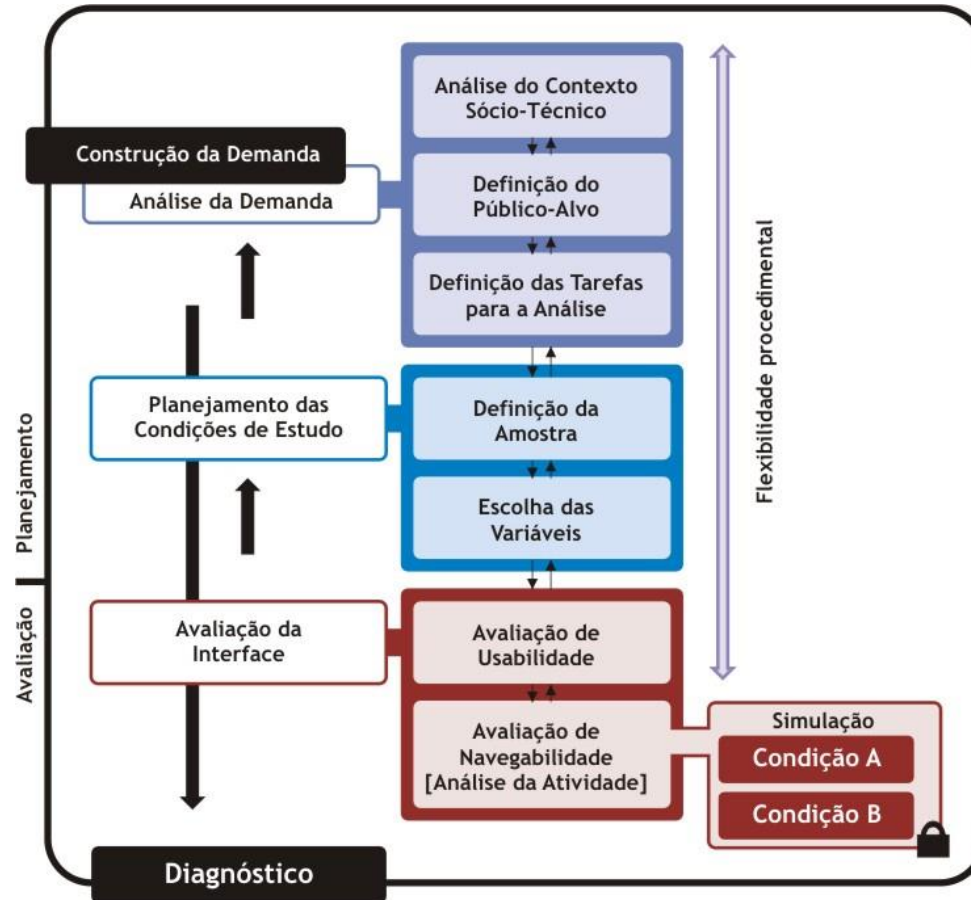 Construção da Demanda
Análise da Demanda
Análise do Contexto
Sócio-Técnico
Definição do
Público-Alvo
Definição das Tarefas
para a Análise
Planejamento das
Condições de Estudo
Definição da
Amostra
Escolha das
Variáveis
Avaliação da
Interface
Avaliação de
Usabilidade
Avaliação de
Navegabilidade
[Análise da Atividade]
Simulação
Condição A
Condição B
Flexibilidade procedimental
Planejamento
Avaliação
Diagnóstico